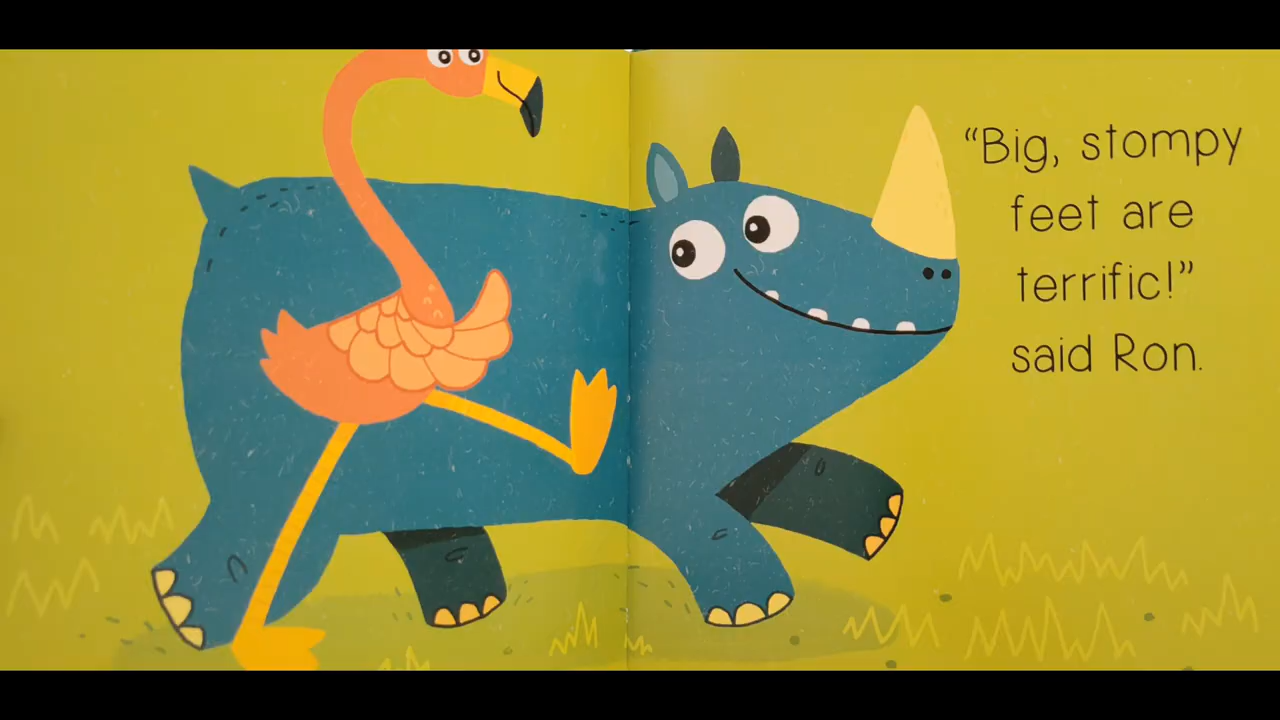 “Big, stompy
feet are
terrific!”
said Ron.